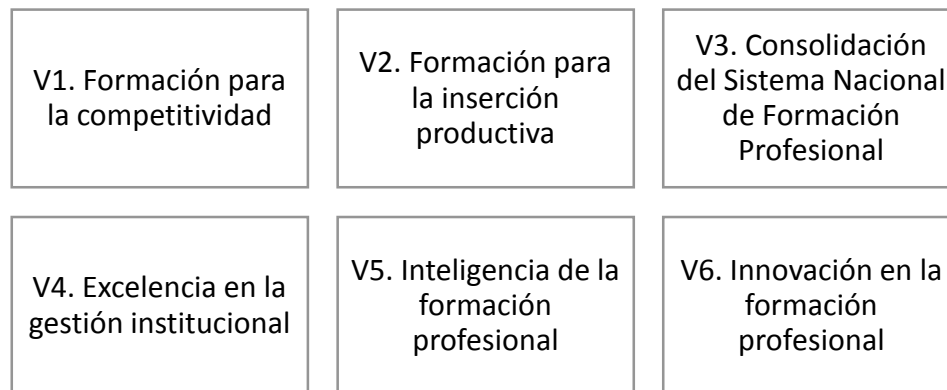 V1. Formación para
la competitividad
V2. Formación para
la inserción
productiva
V3. Consolidación
del Sistema Nacional
de Formación
Profesional
V4. Excelencia en la
gestión institucional
V5. Inteligencia de la
formación
profesional
V6. Innovación en la
formación
profesional